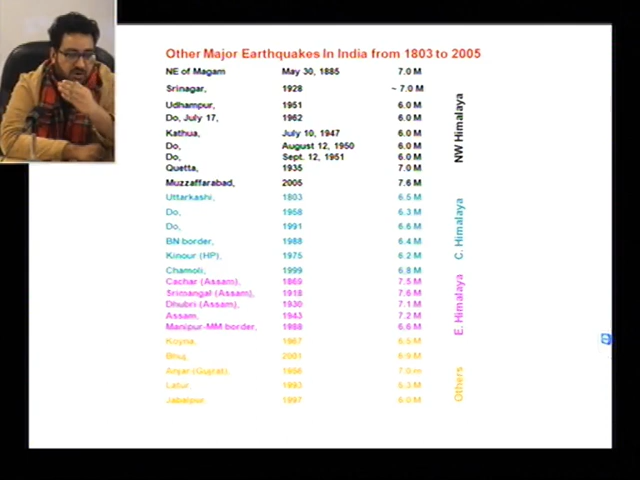 Other Major Earthquakes In India from 1803 to 2005
NE of Magam May 30, 1885 7.0 M
Srinagar, 1928 ~ 7.0 M
Udhampur, 1951 6.0 M
Do, July 17, 1962 6.0 M
Kathua, July 10, 1947 6.0 M
Do, August 12, 1950 6.0 M
Do, Sept. 12, 1951 6.0 M
Quetta, 1935 7.0 M
Muzzaffarabad, 2005 7.6 M
NW Himalaya
Uttarkashi, 1803 6.5 M
Do, 1958 6.3 M
Do, 1991 6.6 M
BN border, 1988 6.4 M
Kinour (HP), 1975 6.2 M
Chamoli, 1999 6.8 M
C. Himalaya
Cachar (Assam), 1869 7.5 M
Srimangal (Assam), 1918 7.6 M
Dhubri (Assam), 1930 7.1 M
Assam, 1943 7.2 M
Manipur-MM border, 1988 6.6 M
E. Himalaya
Koyna, 1967 6.5 M
Bhuj, 2001 6.9 M
Anjar (Gujrat), 1956 7.0 m
Latur, 1993 6.3 M
Jabalpur, 1997 6.0 M
Others